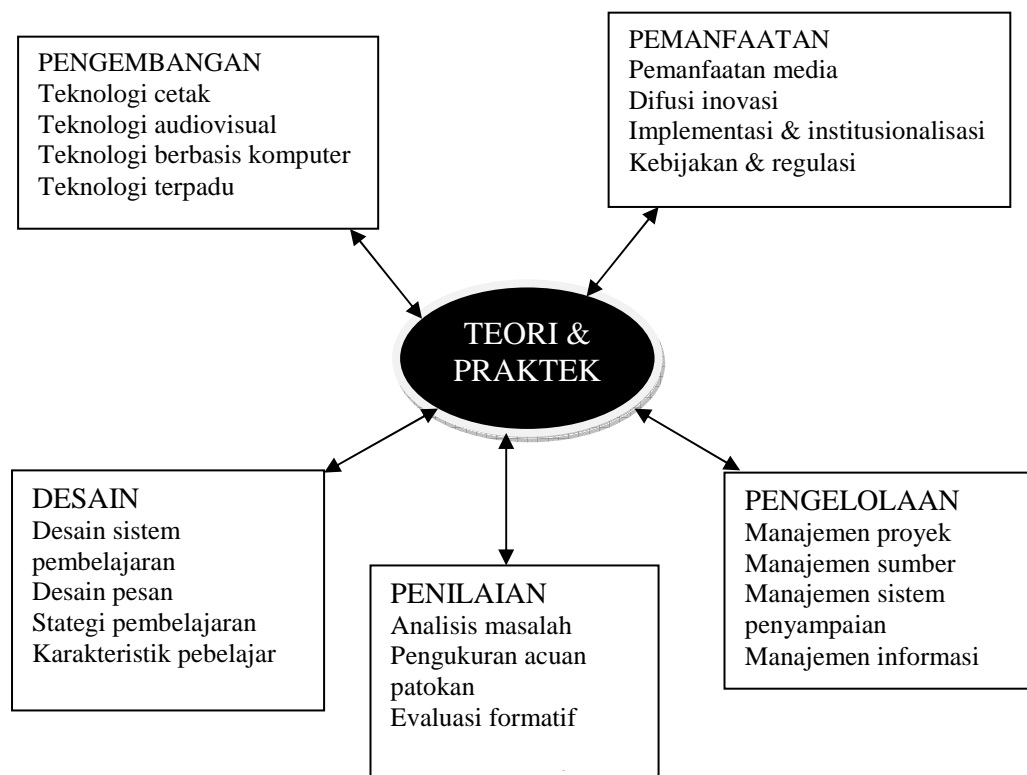 PENGEMBANGAN
Teknologi cetak
Teknologi audiovisual
Teknologi berbasis komputer
Teknologi terpadu
PEMANFAATAN
Pemanfaatan media
Difusi inovasi
Implementasi & institusionalisasi
Kebijakan & regulasi
TEORI &
PRAKTEK
DESAIN
Desain sistem
pembelajaran
Desain pesan
Stategi pembelajaran
Karakteristik pebelajar
PENILAIAN
Analisis masalah
Pengukuran acuan
patokan
Evaluasi formatif
PENGELOLAAN
Manajemen proyek
Manajemen sumber
Manajemen sistem
penyampaian
Manajemen informasi